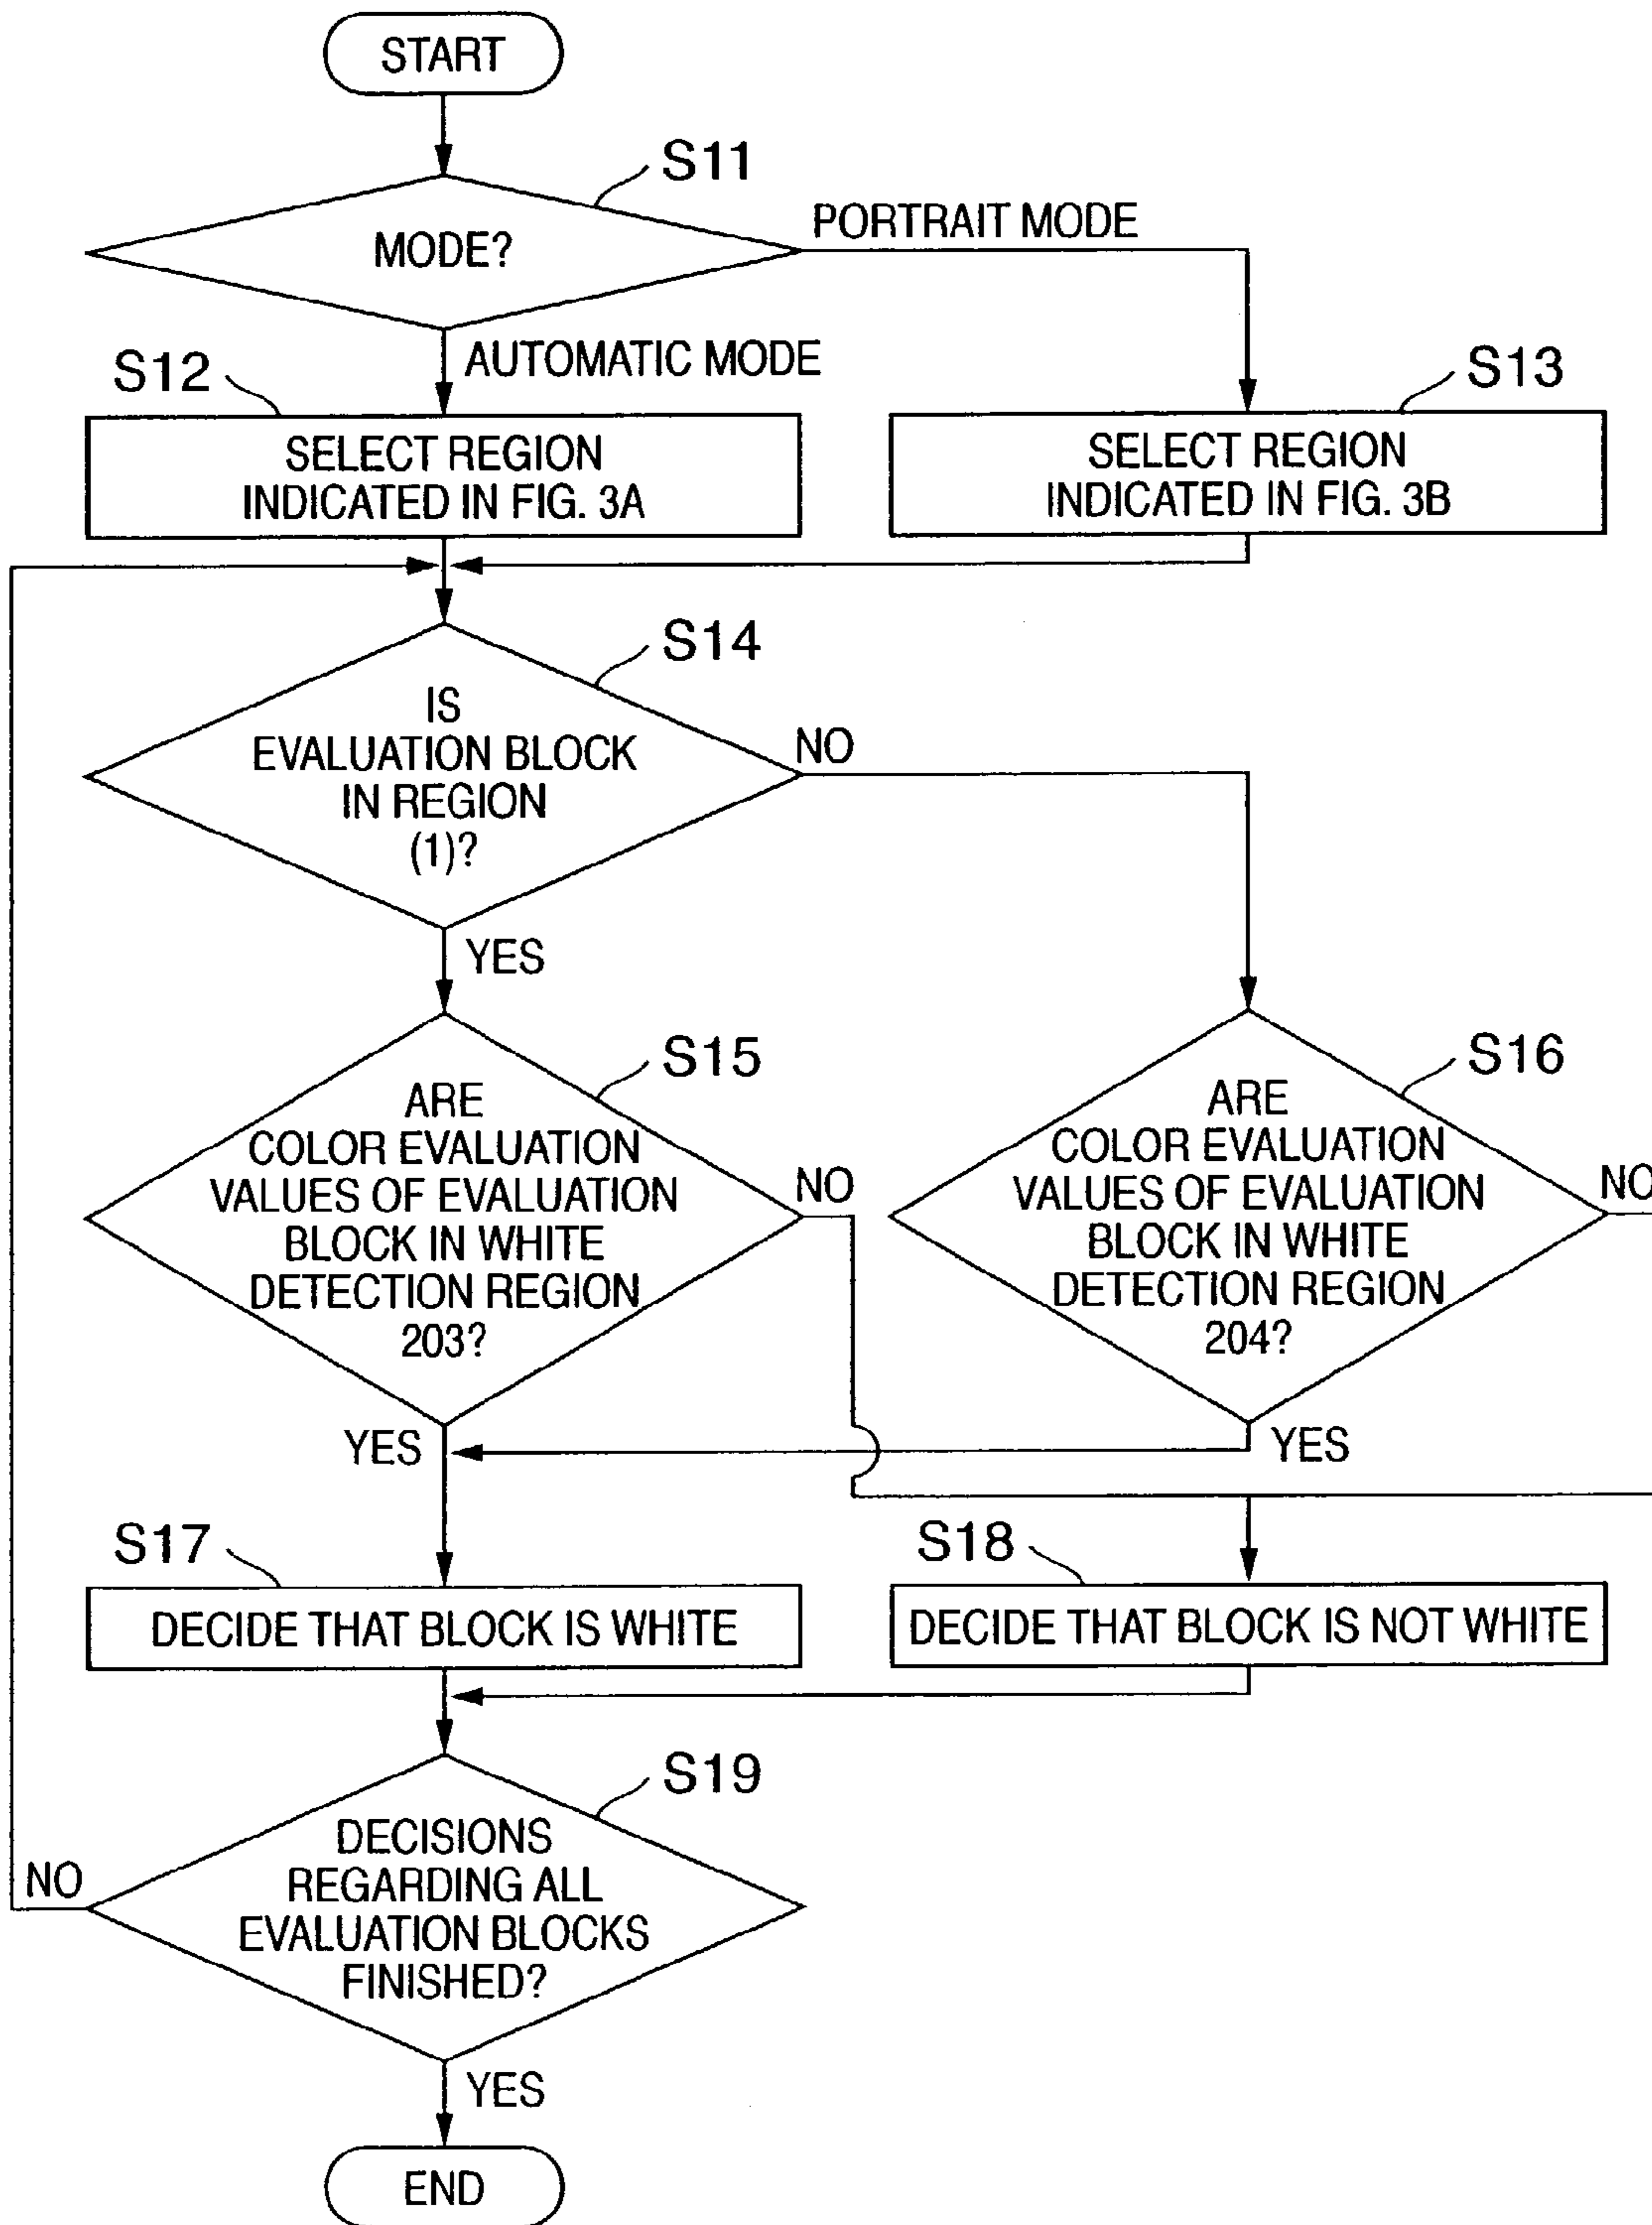 START
S11
MODE?
PORTRAIT MODE
AUTOMATIC MODE
S12
SELECT REGION
INDICATED IN FIG. 3A
S13
SELECT REGION
INDICATED IN FIG. 3B
S14
IS
EVALUATION BLOCK
IN REGION
(1)?
NO
YES
S15
ARE
COLOR EVALUATION
VALUES OF EVALUATION
BLOCK IN WHITE
DETECTION REGION
203?
NO
YES
S16
ARE
COLOR EVALUATION
VALUES OF EVALUATION
BLOCK IN WHITE
DETECTION REGION
204?
NO
YES
S17
DECIDE THAT BLOCK IS WHITE
S18
DECIDE THAT BLOCK IS NOT WHITE
S19
DECISIONS
REGARDING ALL
EVALUATION BLOCKS
FINISHED?
NO
YES
END